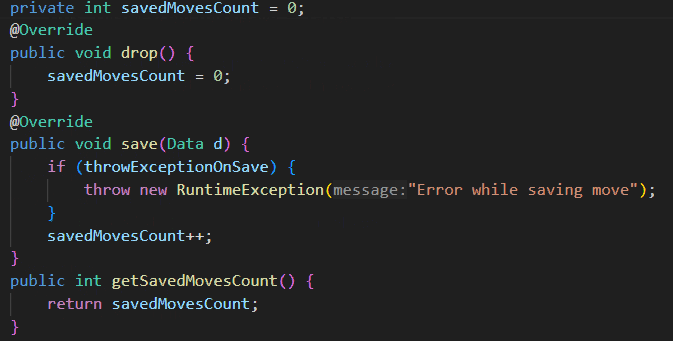 private int savedMovesCount = 0;
@Override
public void drop() {
    savedMovesCount = 0;
}
@Override
public void save(Data d) {
    if (throwExceptionOnSave) {
        throw new RuntimeException(message:"Error while saving move");
    }
    savedMovesCount++;
}
public int getSavedMovesCount() {
    return savedMovesCount;
}